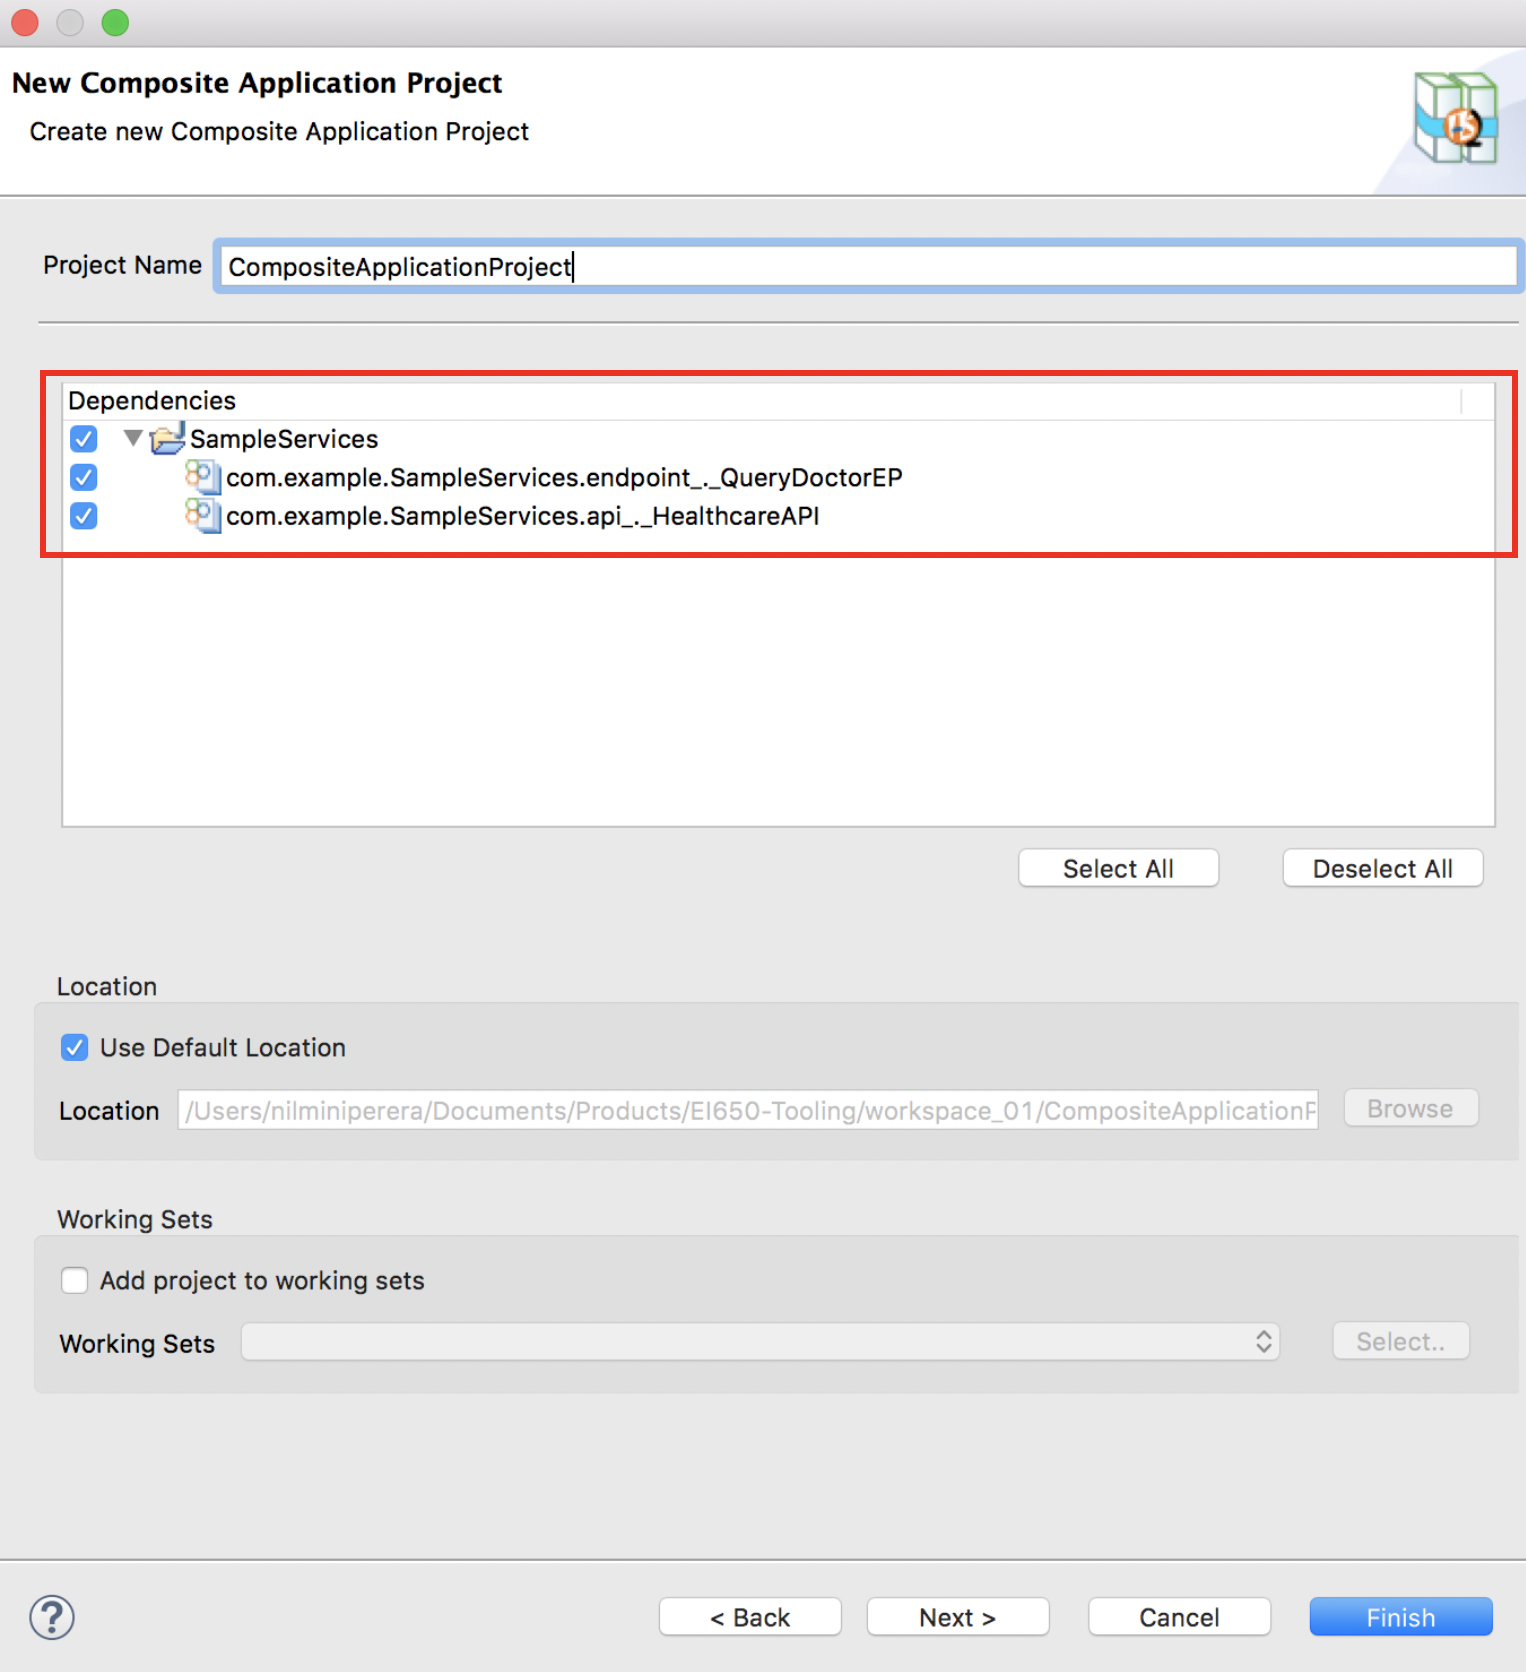 New Composite Application Project
Create new Composite Application Project
Project Name CompositeApplicationProject
Dependencies
SampleServices
com.example.SampleServices.endpoint_._QueryDoctorEP
com.example.SampleServices.api_._HealthcareAPI
Select All Deselect All
Location
Use Default Location
Location /Users/nilminiperera/Documents/Products/EI650-Tooling/workspace_01/CompositeApplicationP Browse
Working Sets
Add project to working sets
Working Sets Select..
? < Back Next > Cancel Finish